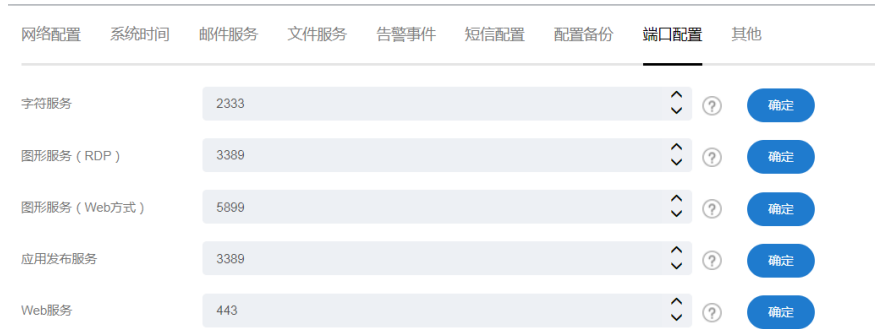 网络配置 系统时间 邮件服务 文件服务 告警事件 短信配置 配置备份 端口配置 其他
字符服务 2333 ? 确定
图形服务（RDP） 3389 ? 确定
图形服务（Web方式） 5899 ? 确定
应用发布服务 3389 ? 确定
Web服务 443 ? 确定